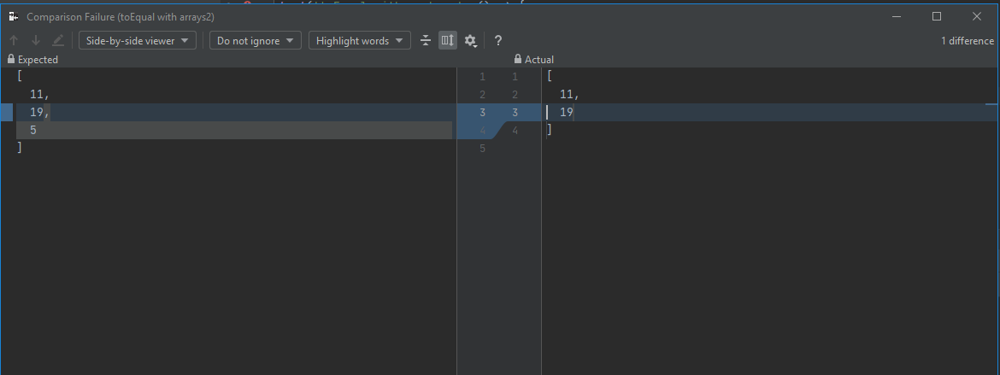 Comparison Failure (toEqual with arrays2)
Side-by-side viewer Do not ignore Highlight words ? 1 difference
Expected Actual
[ 1 1 [
11, 2 2 11,
19, 3 3 19
5 4 4 ]
] 5